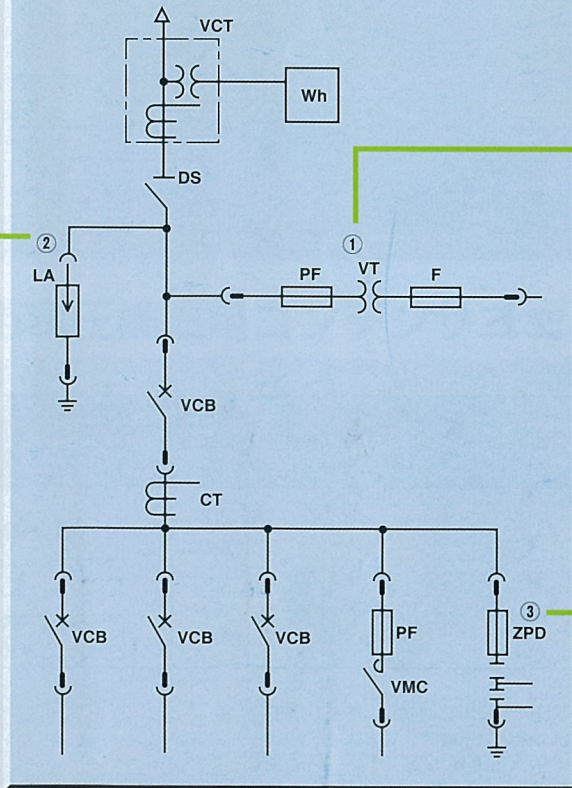 VCT
Wh
DS
②
①
LA
PF
VT
F
VCB
CT
③
VCB
VCB
VCB
PF
ZPD
VMC